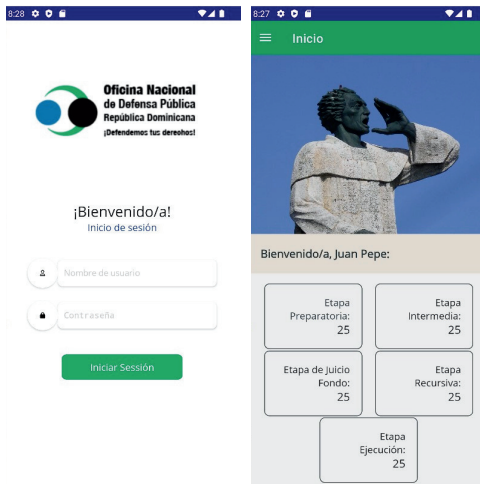 8:28
Oficina Nacional
de Defensa Pública
República Dominicana
¡Defendemos tus derechos!
¡Bienvenido/a!
Inicio de sesión
Nombre de usuario
Contraseña
Iniciar Sessión
8:27
Inicio
Bienvenido/a, Juan Pepe:
Etapa
Preparatoria:
25
Etapa
Intermedia:
25
Etapa de Juicio
Fondo:
25
Etapa
Recursiva:
25
Etapa
Ejecución:
25